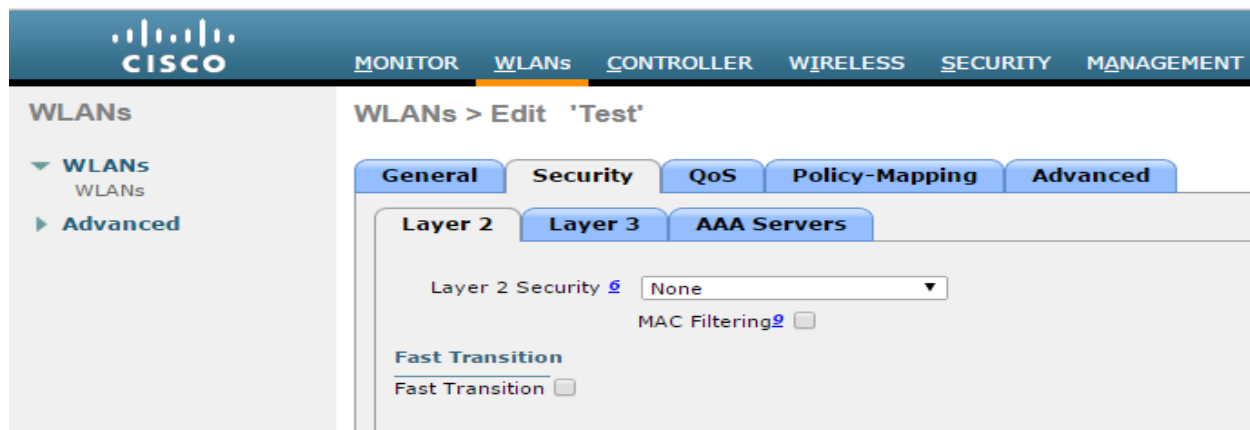 CISCO
MONITOR WLANs CONTROLLER WIRELESS SECURITY MANAGEMENT
WLANs
WLANs > Edit 'Test'
WLANs
WLANs
Advanced
General Security QoS Policy-Mapping Advanced
Layer 2 Layer 3 AAA Servers
Layer 2 Security 6 None
MAC Filtering9
Fast Transition
Fast Transition